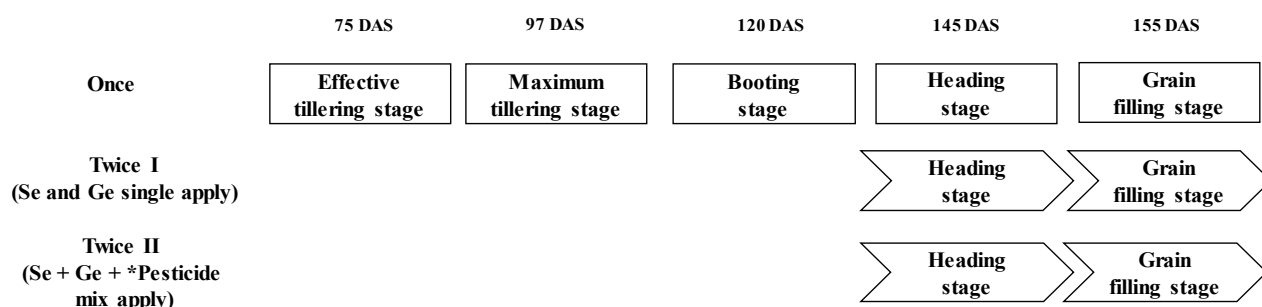 75 DAS 97 DAS 120 DAS 145 DAS 155 DAS
Once
Effective
tillering stage
Maximum
tillering stage
Booting
stage
Heading
stage
Grain
filling stage
Twice I
(Se and Ge single apply)
Heading
stage
Grain
filling stage
Twice II
(Se + Ge + *Pesticide
mix apply)
Heading
stage
Grain
filling stage